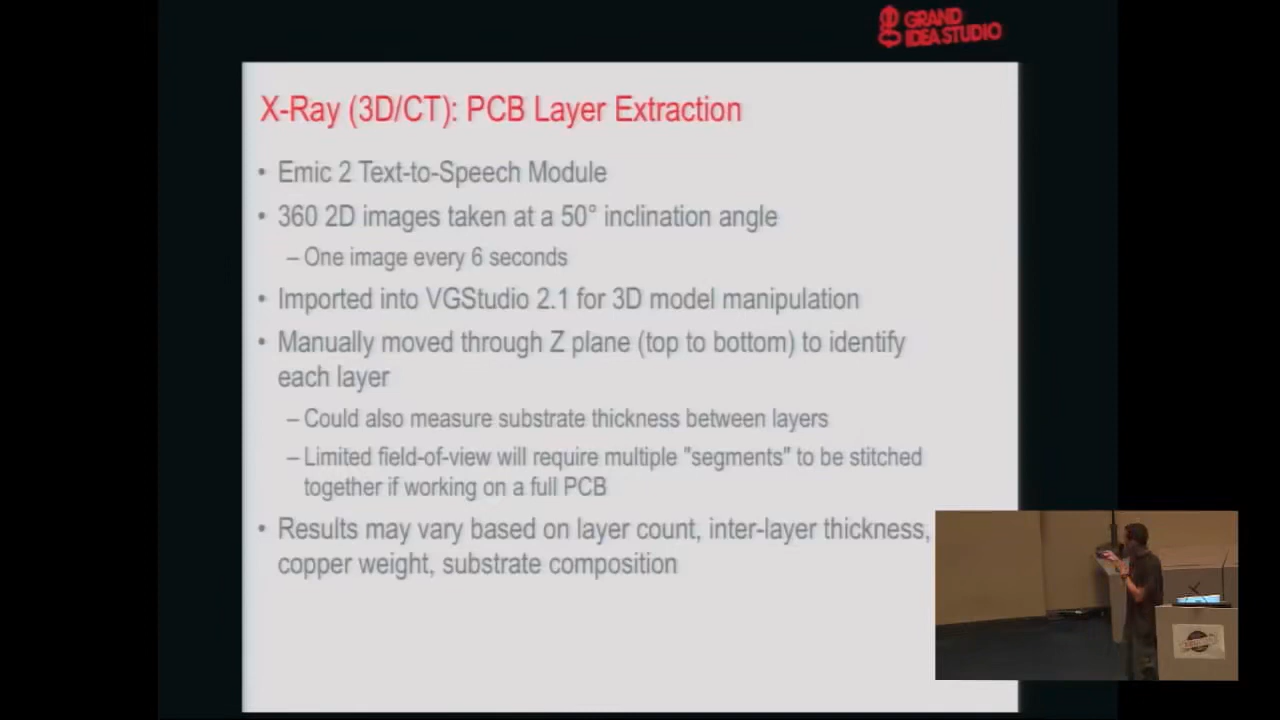 GRAND
IDEA STUDIO
X-Ray (3D/CT): PCB Layer Extraction
• Emic 2 Text-to-Speech Module
• 360 2D images taken at a 50° inclination angle
– One image every 6 seconds
• Imported into VGStudio 2.1 for 3D model manipulation
• Manually moved through Z plane (top to bottom) to identify
each layer
– Could also measure substrate thickness between layers
– Limited field-of-view will require multiple "segments" to be stitched
together if working on a full PCB
• Results may vary based on layer count, inter-layer thickness,
copper weight, substrate composition